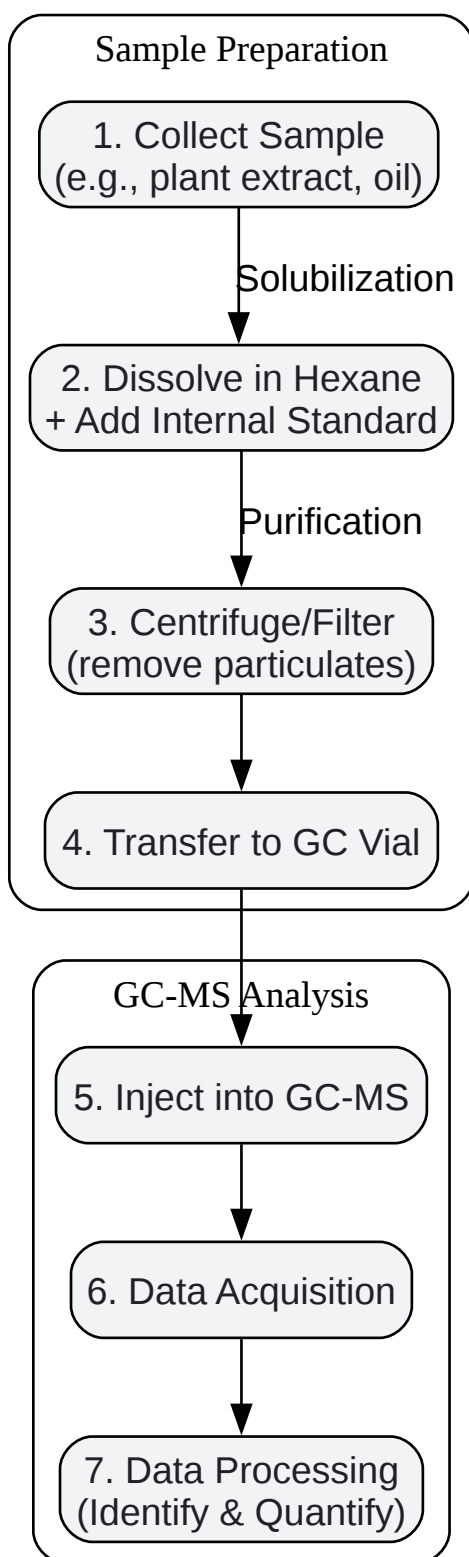 Sample Preparation
1. Collect Sample
(e.g., plant extract, oil)
Solubilization
2. Dissolve in Hexane
+ Add Internal Standard
Purification
3. Centrifuge/Filter
(remove particulates)
4. Transfer to GC Vial
GC-MS Analysis
5. Inject into GC-MS
6. Data Acquisition
7. Data Processing
(Identify & Quantify)